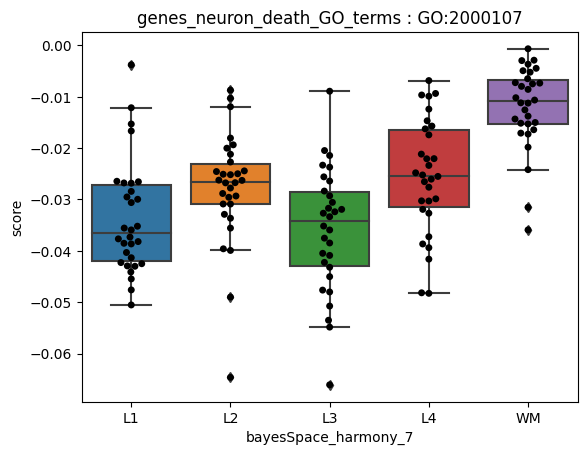 genes_neuron_death_GO_terms : GO:2000107
0.00
−0.01
−0.02
−0.03
−0.04
−0.05
−0.06
score
L1 L2 L3 L4 WM
bayesSpace_harmony_7